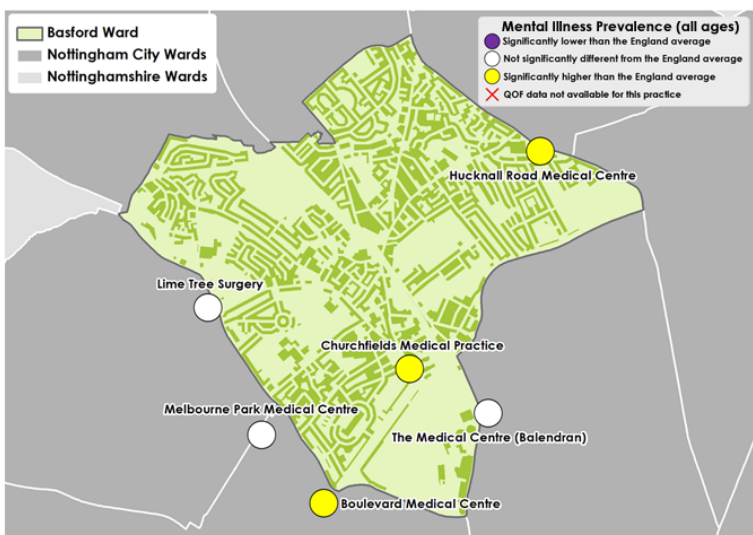 Basford Ward
Nottingham City Wards
Nottinghamshire Wards
Mental Illness Prevalence (all ages)
Significantly lower than the England average
Not significantly different from the England average
Significantly higher than the England average
QOF data not available for this practice
Hucknall Road Medical Centre
Lime Tree Surgery
Churchfields Medical Practice
Melbourne Park Medical Centre
The Medical Centre (Balendran)
Boulevard Medical Centre